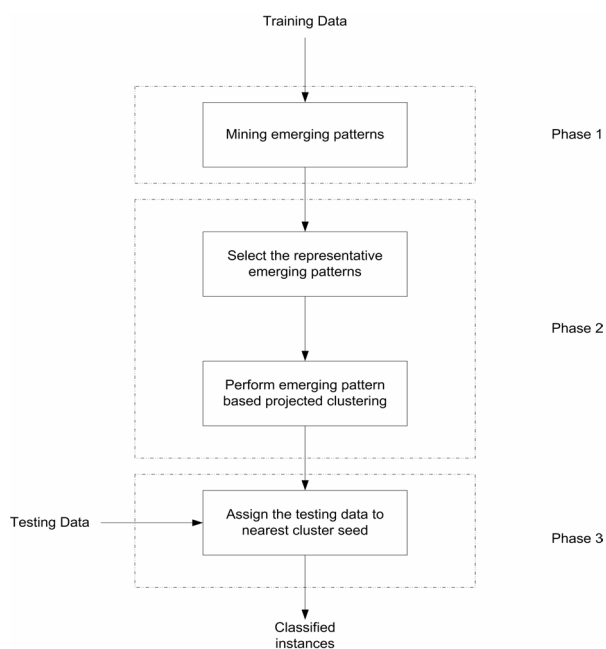 Training Data
Mining emerging patterns
Phase 1
Select the representative
emerging patterns
Phase 2
Perform emerging pattern
based projected clustering
Testing Data
Assign the testing data to
nearest cluster seed
Phase 3
Classified
instances